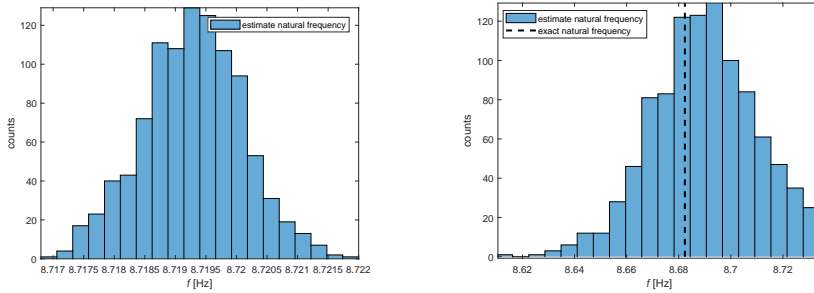 120
100
80
60
40
20
0
counts
8.717 8.7175 8.718 8.7185 8.719 8.7195 8.72 8.7205 8.721 8.7215 8.722
f [Hz]
estimate natural frequency
120
100
80
60
40
20
0
counts
8.62 8.64 8.66 8.68 8.7 8.72
f [Hz]
estimate natural frequency
exact natural frequency